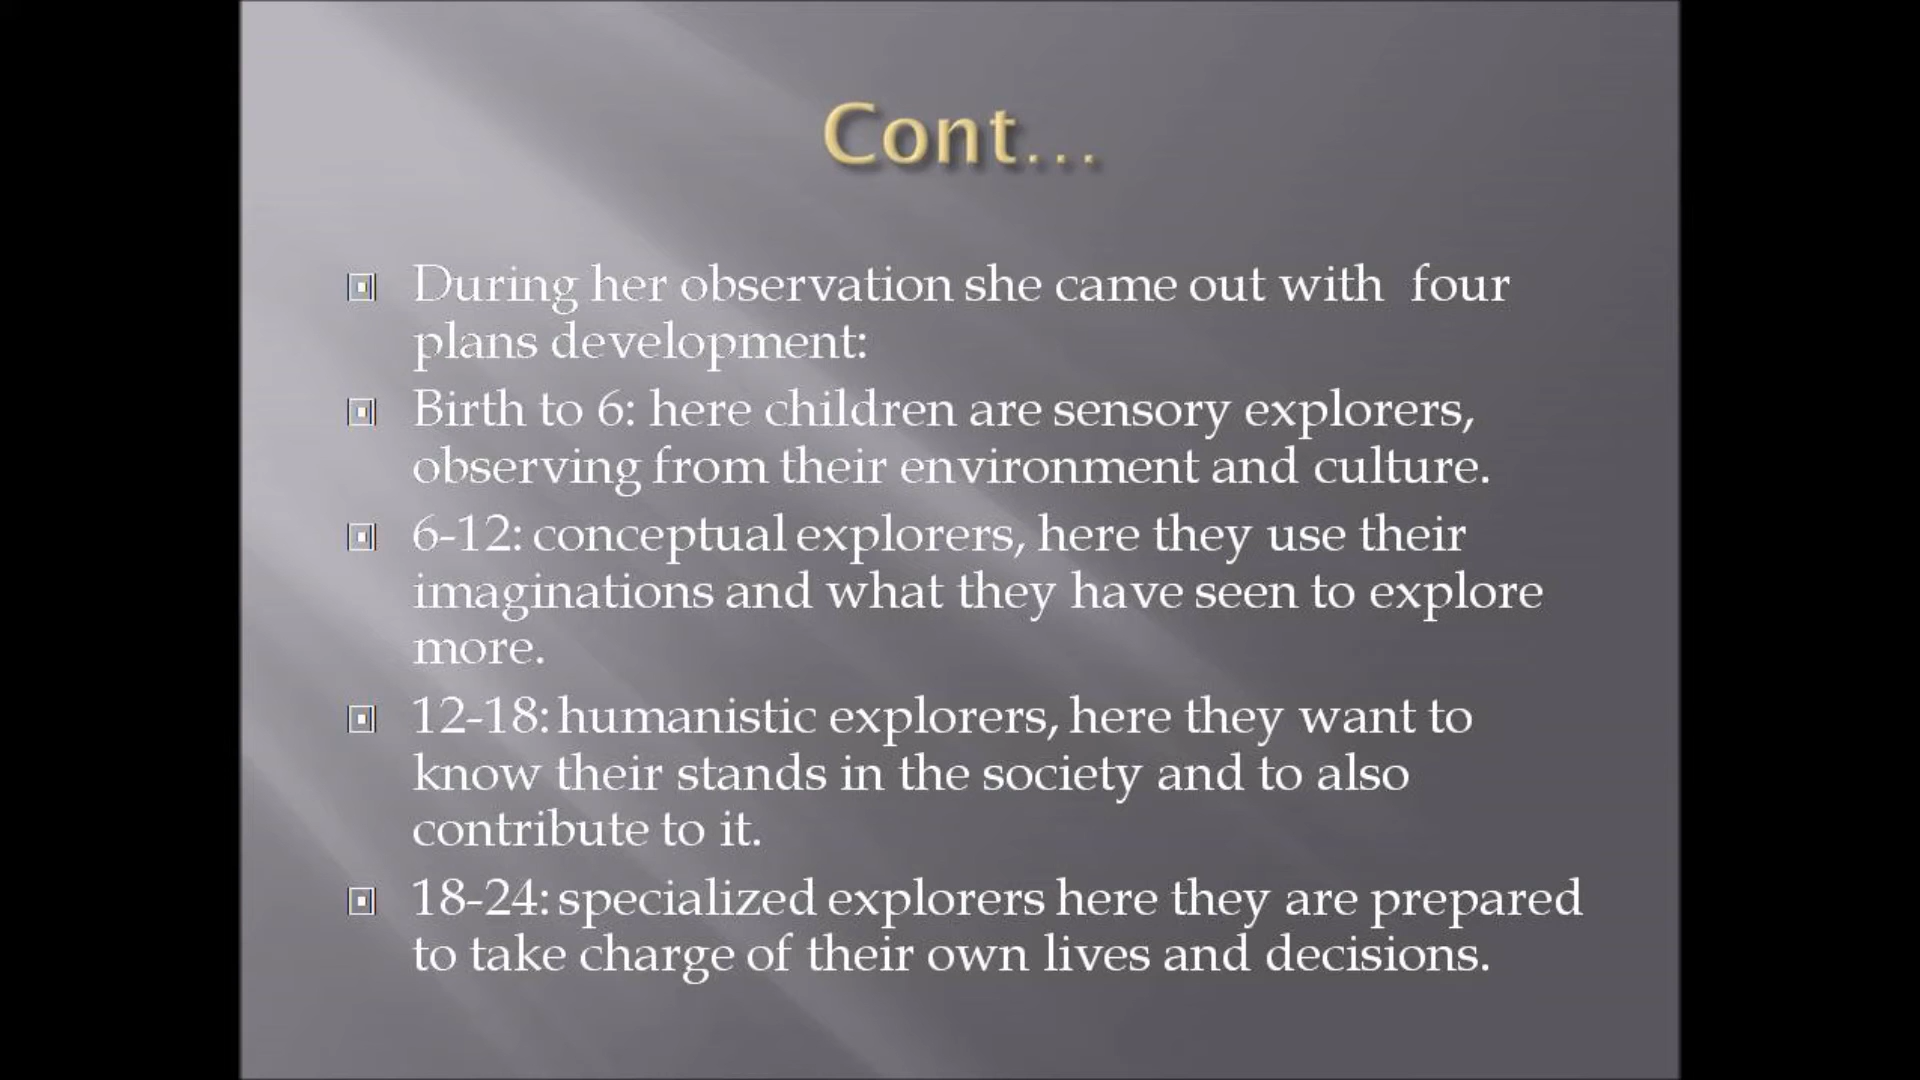 Cont…
During her observation she came out with  four
plans development:
Birth to 6: here children are sensory explorers,
observing from their environment and culture.
6-12: conceptual explorers, here they use their
imaginations and what they have seen to explore
more.
12-18: humanistic explorers, here they want to
know their stands in the society and to also
contribute to it.
18-24: specialized explorers here they are prepared
to take charge of their own lives and decisions.